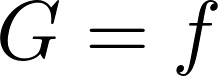 G = f